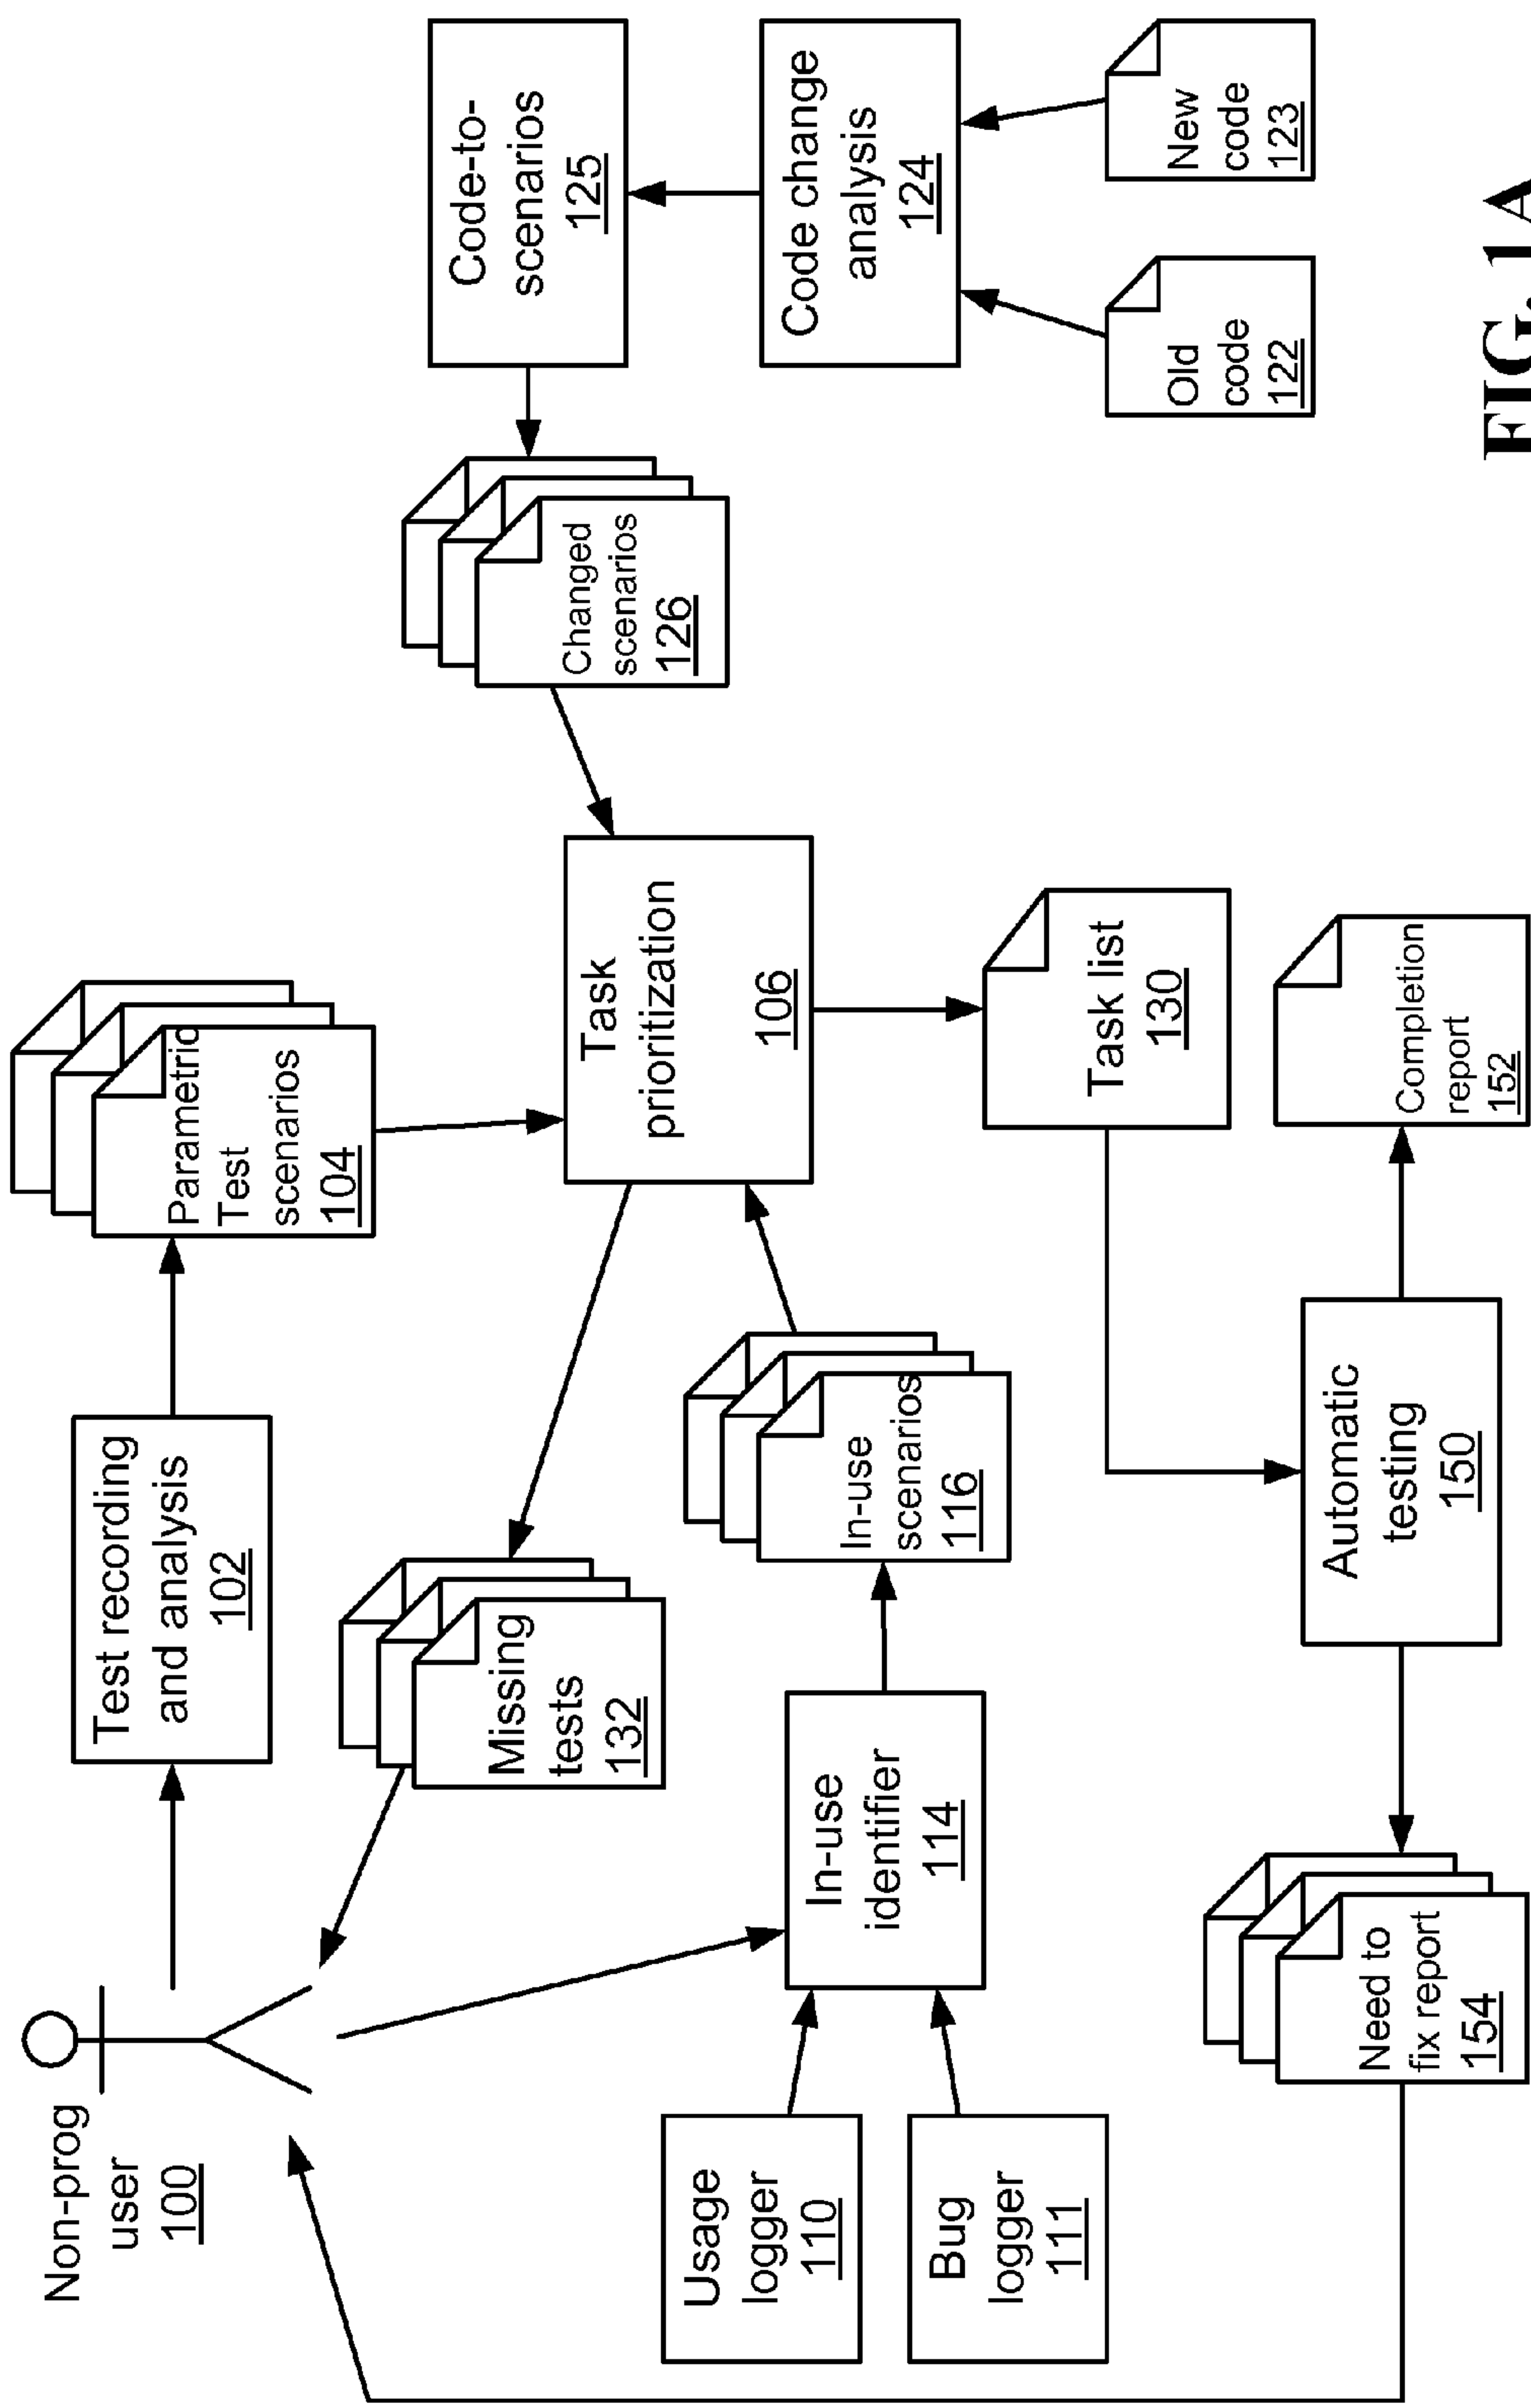 Non-prog
user
100
Test recording
and analysis
102
Parametric
Test
scenarios
104
Missing
tests
132
Task
prioritization
106
Changed
scenarios
126
Code-to-
scenarios
125
Usage
logger
110
Bug
logger
111
In-use
identifier
114
In-use
scenarios
116
Task list
130
Code change
analysis
124
Old
code
122
New
code
123
Need to
fix report
154
Automatic
testing
150
Completion
report
152
FIG. 1A